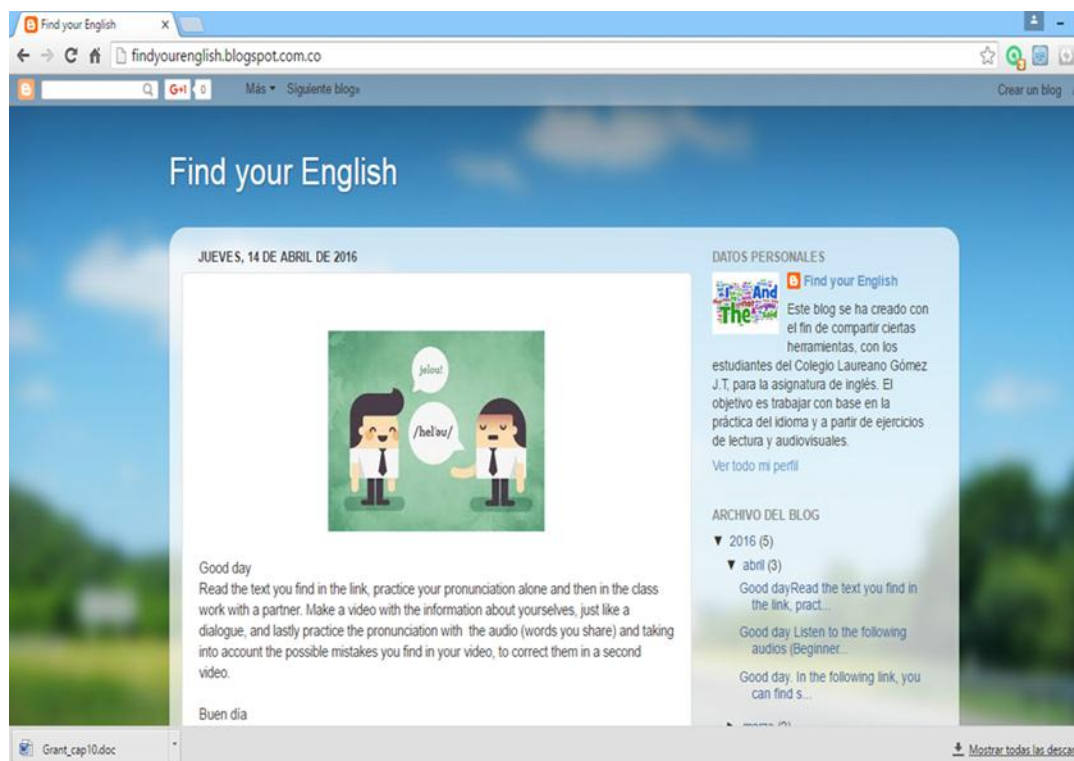 Find your English
findyourenglish.blogspot.com.co
G+1 0 Más Siguiente blog» Crear un blog
Find your English
JUEVES, 14 DE ABRIL DE 2016
jelou!
/hel'əu/
Good day
Read the text you find in the link, practice your pronunciation alone and then in the class
work with a partner. Make a video with the information about yourselves, just like a
dialogue, and lastly practice the pronunciation with the audio (words you share) and taking
into account the possible mistakes you find in your video, to correct them in a second
video.
Buen día
DATOS PERSONALES
And
The
Find your English
Este blog se ha creado con
el fin de compartir ciertas
herramientas, con los
estudiantes del Colegio Laureano Gómez
J.T, para la asignatura de inglés. El
objetivo es trabajar con base en la
práctica del idioma y a partir de ejercicios
de lectura y audiovisuales.
Ver todo mi perfil
ARCHIVO DEL BLOG
▼ 2016 (5)
▼ abril (3)
Good dayRead the text you find in
the link, pract...
Good day Listen to the following
audios (Beginner...
Good day. In the following link, you
can find s...
Grant_cap10.doc
Mostrar todas las descar